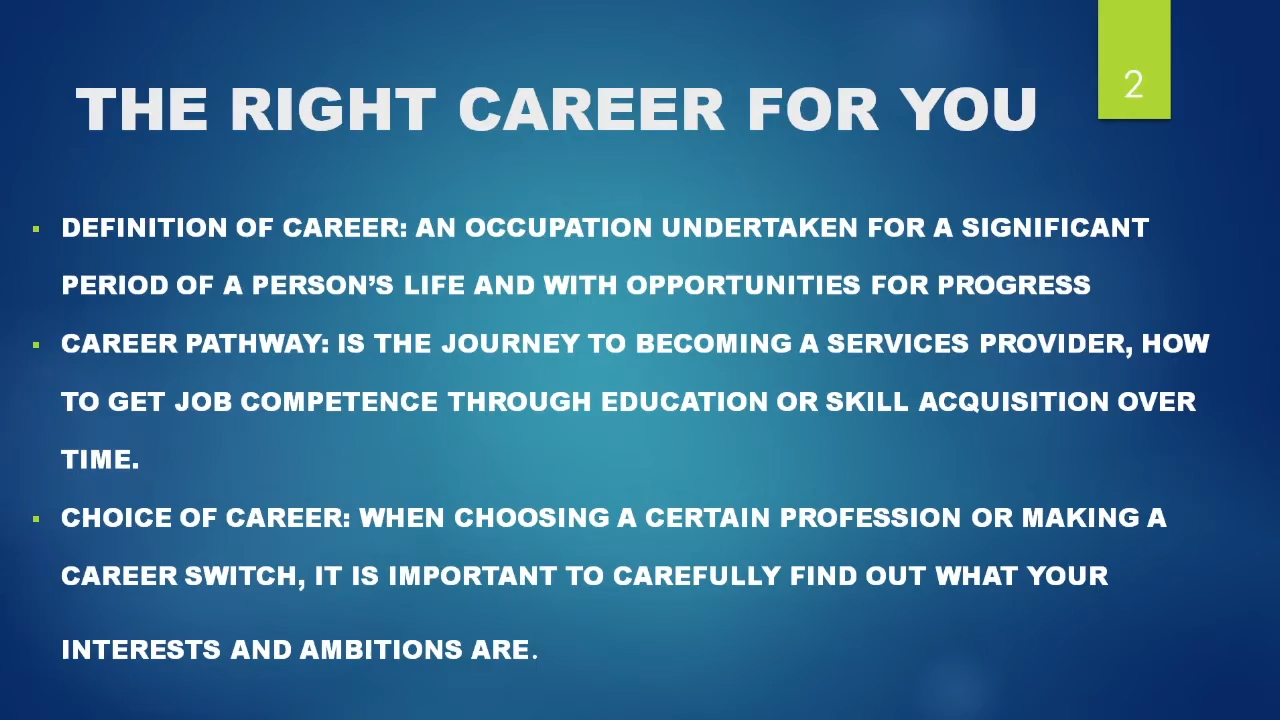 THE RIGHT CAREER FOR YOU
2
▪ DEFINITION OF CAREER: AN OCCUPATION UNDERTAKEN FOR A SIGNIFICANT
PERIOD OF A PERSON’S LIFE AND WITH OPPORTUNITIES FOR PROGRESS
▪ CAREER PATHWAY: IS THE JOURNEY TO BECOMING A SERVICES PROVIDER, HOW
TO GET JOB COMPETENCE THROUGH EDUCATION OR SKILL ACQUISITION OVER
TIME.
▪ CHOICE OF CAREER: WHEN CHOOSING A CERTAIN PROFESSION OR MAKING A
CAREER SWITCH, IT IS IMPORTANT TO CAREFULLY FIND OUT WHAT YOUR
INTERESTS AND AMBITIONS ARE.